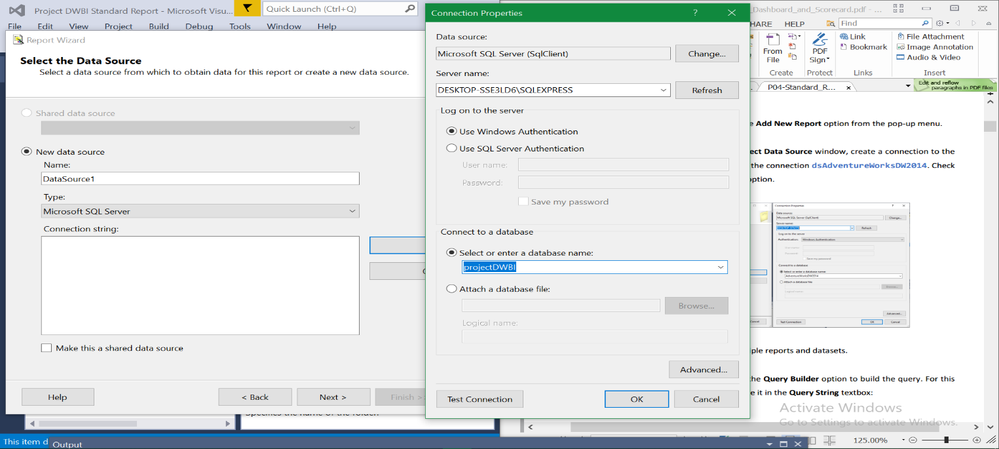 Project DWBI Standard Report - Microsoft Visu...
Quick Launch (Ctrl+Q)
File Edit View Project Build Debug Tools Window Help
Report Wizard
Select the Data Source
Select a data source from which to obtain data for this report or create a new data source.
Shared data source
New data source
Name:
DataSource1
Type:
Microsoft SQL Server
Connection string:
Make this a shared data source
Help
< Back
Next >
Finish >>
Specifies the name of the folder
This item d
Output
Connection Properties
?
Data source:
Microsoft SQL Server (SqlClient)
Change...
Server name:
DESKTOP-SSE3LD6\SQLEXPRESS
Refresh
Log on to the server
Use Windows Authentication
Use SQL Server Authentication
User name:
Password:
Save my password
Connect to a database
Select or enter a database name:
projectDWBI
Attach a database file:
Browse...
Logical name:
Advanced...
Test Connection
OK
Cancel
_Dashboard_and_Scorecard.pdf - ...
HARE HELP
Find
From File
PDF Sign
Link
Bookmark
File Attachment
Image Annotation
Audio & Video
Create
Protect
Links
Insert
P04-Standard_R...
Edit and reflow
paragraphs in PDF files
e Add New Report option from the pop-up menu.
ect Data Source window, create a connection to the
the connection dsAdventureWorksDW2014. Check
option.
Connection Properties
Data source:
Microsoft SQL Server (SqlClient)
Change...
Server name:
Refresh
Log on to the server
Authentication: Windows Authentication
User name:
Password:
Save my password
Connect to a database
Select or enter a database name:
AdventureWorksDW2014
Attach a database file:
Browse...
Logical name:
Advanced...
Cancel
Test Connection
OK
Cancel
ple reports and datasets.
he Query Builder option to build the query. For this
e it in the Query String textbox:
Activate Windows
Go to Settings to activate Windows.
125.00%